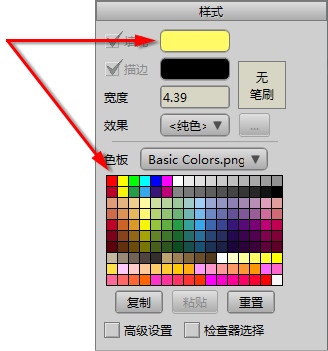 样式
填
描边
无
笔刷
宽度
4.39
效果
<纯色>
...
色板
Basic Colors.png
复制
粘贴
重置
高级设置
检查器选择